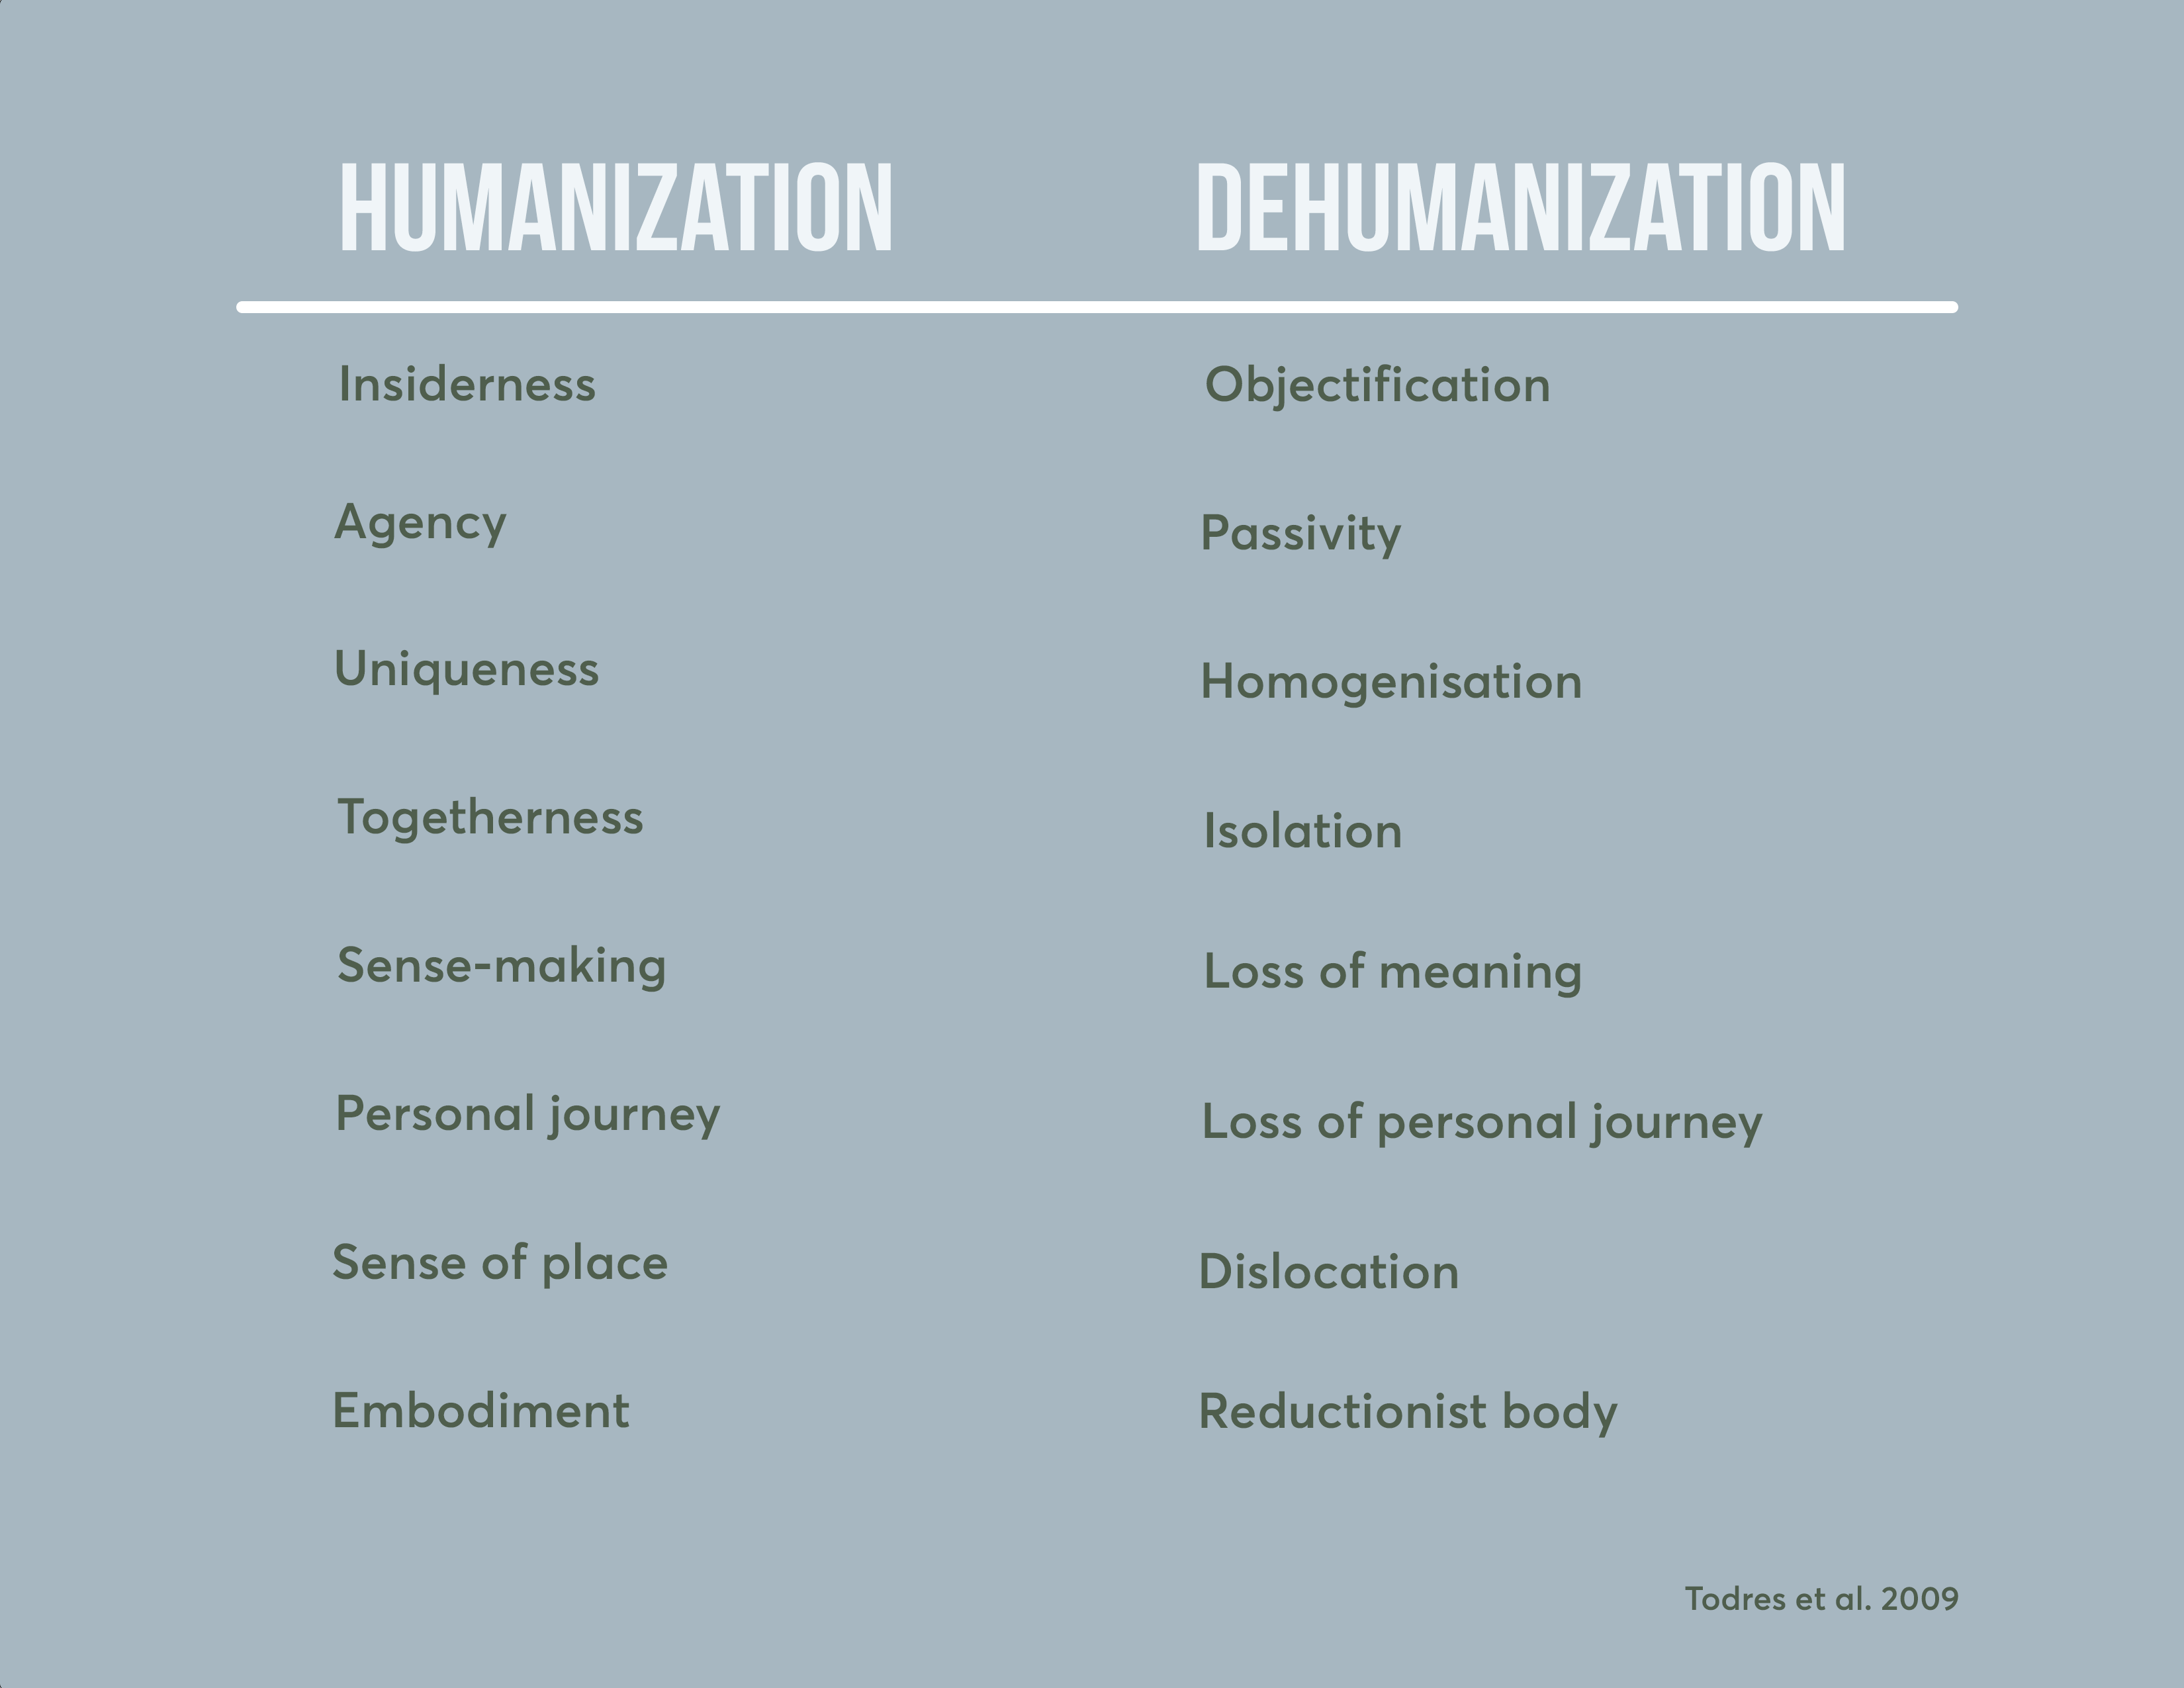 HUMANIZATION DEHUMANIZATION
Insiderness Objectification
Agency Passivity
Uniqueness Homogenisation
Togetherness Isolation
Sense-making Loss of meaning
Personal journey Loss of personal journey
Sense of place Dislocation
Embodiment Reductionist body
Todres et al. 2009